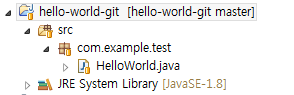 hello-world-git [hello-world-git master]
src
com.example.test
HelloWorld.java
JRE System Library [JavaSE-1.8]